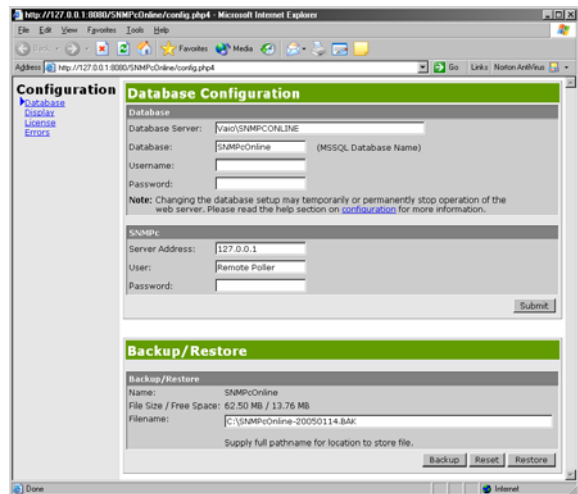 http://127.0.0.1:8080/SNMPcOnline/config.php4 - Microsoft Internet Explorer
File Edit View Favorites Tools Help
Back Favorites Media
Address http://127.0.0.1:8080/SNMPcOnline/config.php4 Go Links Norton AntiVirus
Configuration
Database
Display
License
Errors
Database Configuration
Database
Database Server: Vaio\SNMPCONLINE
Database: SNMPcOnline (MSSQL Database Name)
Username:
Password:
Note: Changing the database setup may temporarily or permanently stop operation of the
web server. Please read the help section on configuration for more information.
SNMPc
Server Address: 127.0.0.1
User: Remote Poller
Password:
Submit
Backup/Restore
Backup/Restore
Name: SNMPcOnline
File Size / Free Space: 62.50 MB / 13.76 MB
Filename: C:\SNMPcOnline-20050114.BAK
Supply full pathname for location to store file.
Backup Reset Restore
Done Internet